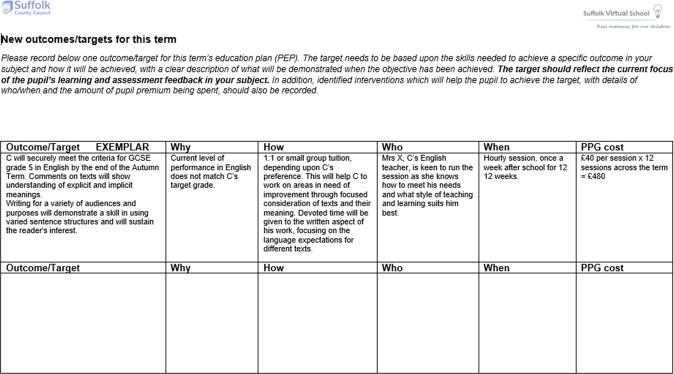 Suffolk
County Council
Suffolk Virtual School
Real outcomes for our children
New outcomes/targets for this term
Please record below one outcome/target for this term's education plan (PEP). The target needs to be based upon the skills needed to achieve a specific outcome in your
subject and how it will be achieved, with a clear description of what will be demonstrated when the objective has been achieved. The target should reflect the current focus
of the pupil's learning and assessment feedback in your subject. In addition, identified interventions which will help the pupil to achieve the target, with details of
who/when and the amount of pupil premium being spent, should also be recorded.
Outcome/Target EXEMPLAR
Why
How
Who
When
PPG cost
C will securely meet the criteria for GCSE
grade 5 in English by the end of the Autumn
Term. Comments on texts will show
understanding of explicit and implicit
meanings.
Writing for a variety of audiences and
purposes will demonstrate a skill in using
varied sentence structures and will sustain
the reader's interest.
Current level of
performance in English
does not match C's
target grade.
1:1 or small group tuition,
depending upon C's
preference. This will help C to
work on areas in need of
improvement through focused
consideration of texts and their
meaning. Devoted time will be
given to the written aspect of
his work, focusing on the
language expectations for
different texts.
Mrs X, C's English
teacher, is keen to run the
session as she knows
how to meet his needs
and what style of teaching
and learning suits him
best.
Hourly session, once a
week after school for 12
12 weeks.
£40 per session x 12
sessions across the term
= £480
Outcome/Target
Why
How
Who
When
PPG cost